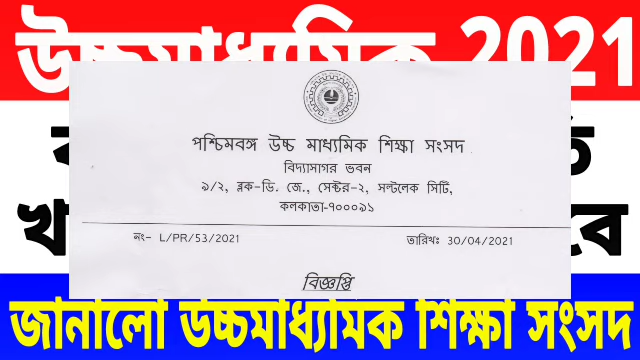 উচ্চমাধ্যমিক 2021
পশ্চিমবঙ্গ উচ্চ মাধ্যমিক শিক্ষা সংসদ
বিদ্যাসাগর ভবন
৯/২, ব্লক-ডি. জে., সেক্টর-২, সল্টলেক সিটি,
কলকাতা-৭০০০৯১
নং- L/PR/53/2021 তারিখঃ 30/04/2021
বিজ্ঞপ্তি
জানালো উচ্চমাধ্যামক শিক্ষা সংসদ